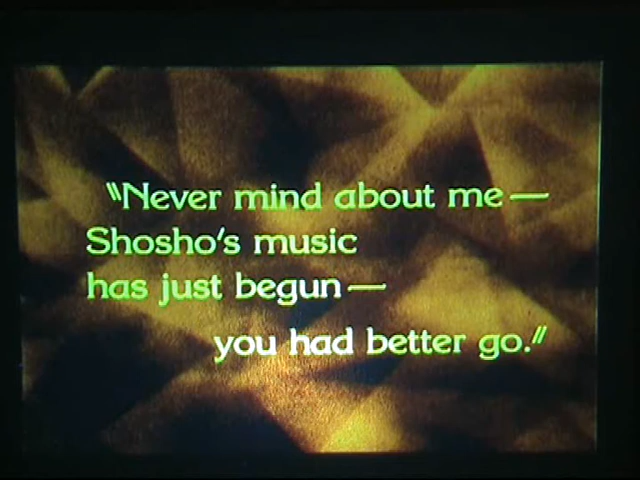 "Never mind about me —
Shosho's music
has just begun —
you had better go."